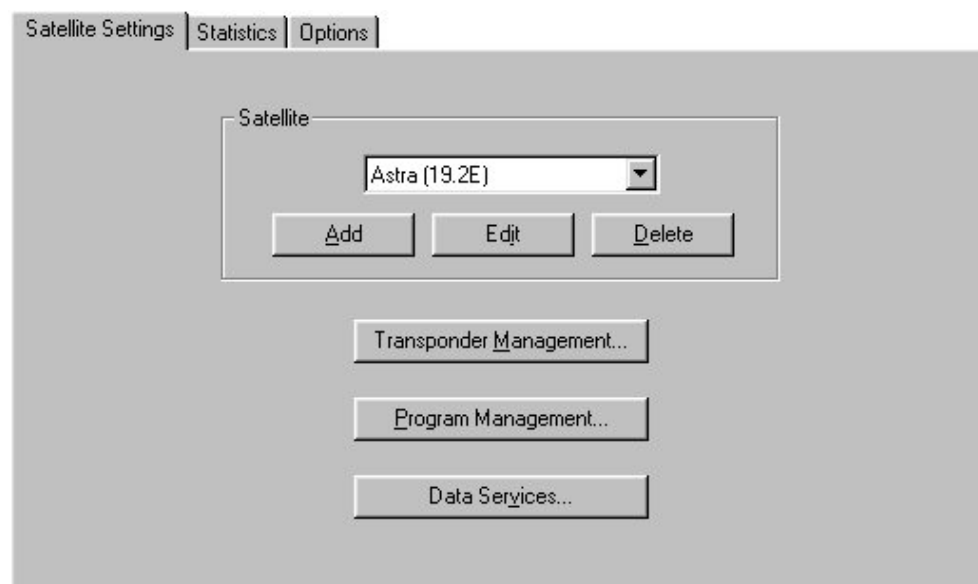 Satellite Settings Statistics Options
Satellite
Astra (19.2E)
Add Edit Delete
Transponder Management...
Program Management...
Data Services...